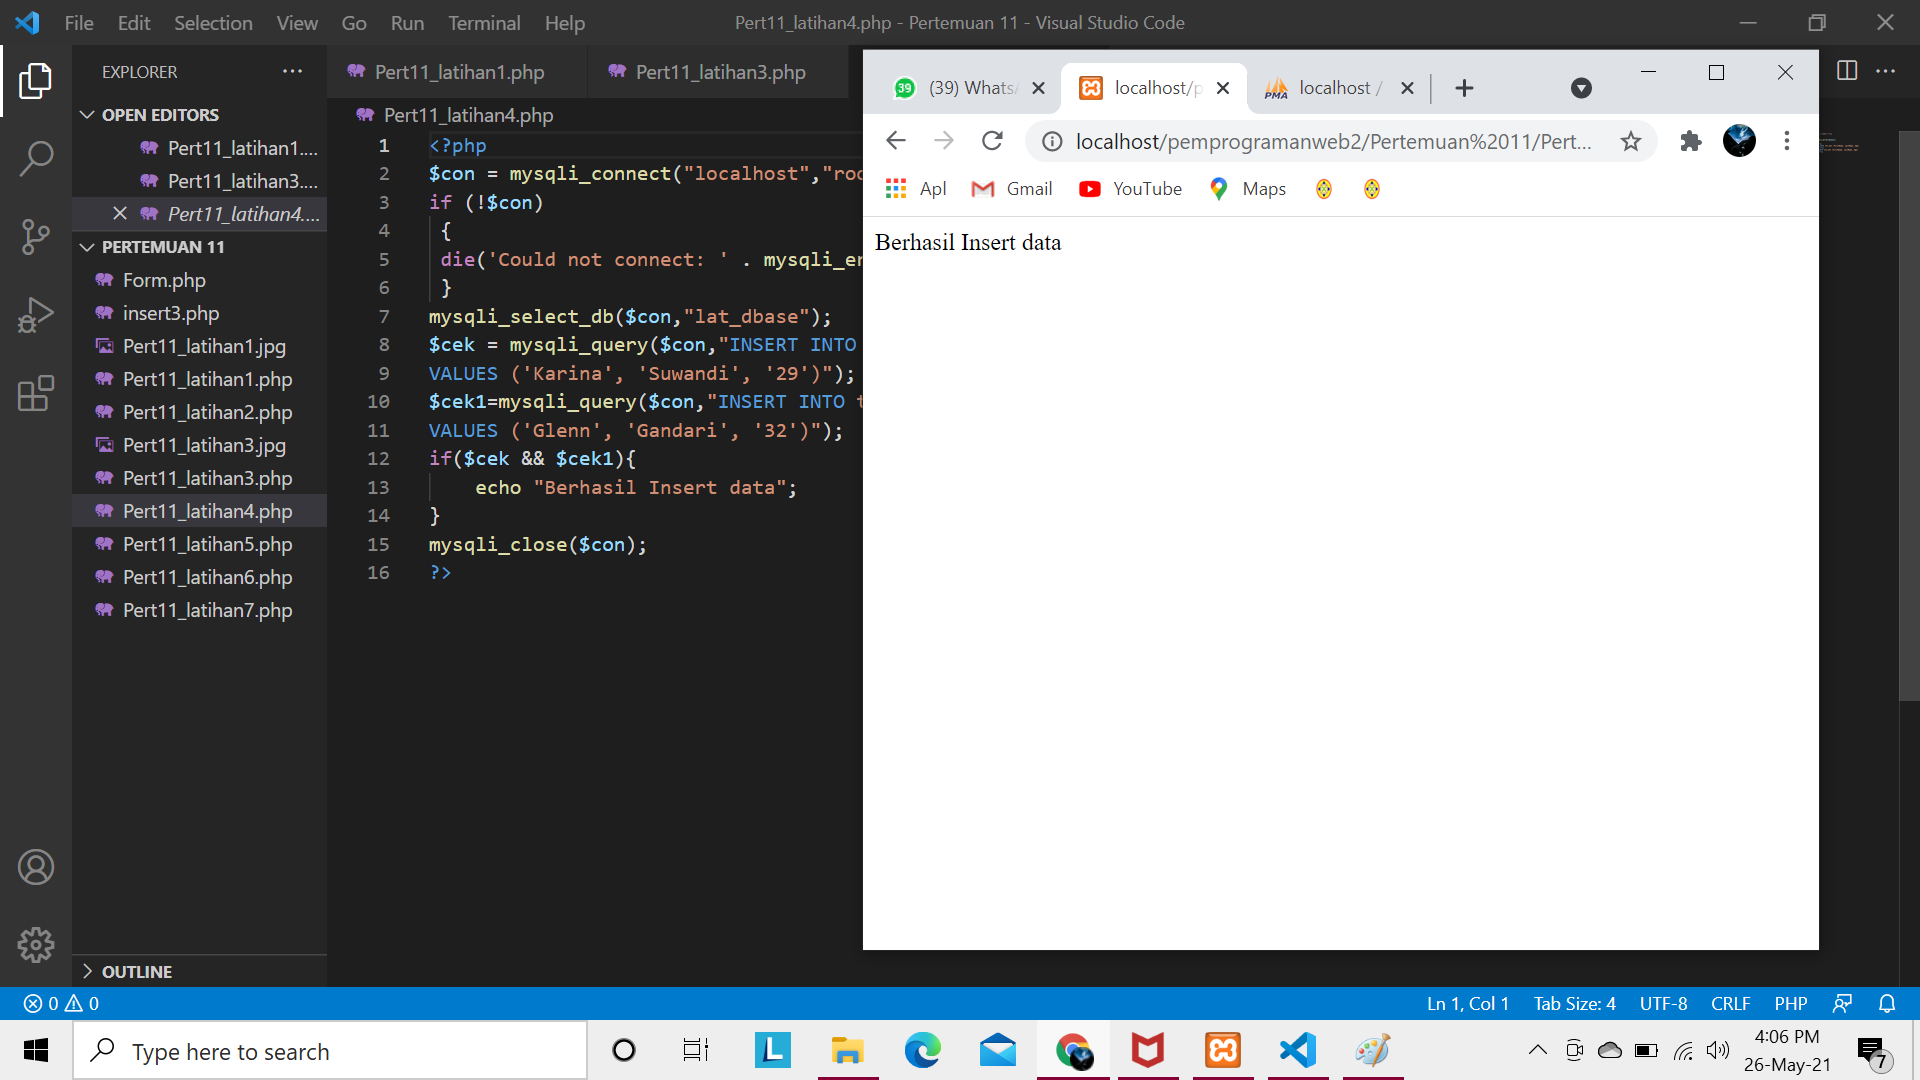 File Edit Selection View Go Run Terminal Help
Pert11_latihan4.php - Pertemuan 11 - Visual Studio Code
EXPLORER
OPEN EDITORS
Pert11_latihan1....
Pert11_latihan3....
Pert11_latihan4....
PERTEMUAN 11
Form.php
insert3.php
Pert11_latihan1.jpg
Pert11_latihan1.php
Pert11_latihan2.php
Pert11_latihan3.jpg
Pert11_latihan3.php
Pert11_latihan4.php
Pert11_latihan5.php
Pert11_latihan6.php
Pert11_latihan7.php
OUTLINE
Pert11_latihan1.php Pert11_latihan3.php
Pert11_latihan4.php
1 <?php
2 $con = mysqli_connect("localhost","roo
3 if (!$con)
4 {
5 die('Could not connect: ' . mysqli_er
6 }
7 mysqli_select_db($con,"lat_dbase");
8 $cek = mysqli_query($con,"INSERT INTO
9 VALUES ('Karina', 'Suwandi', '29')");
10 $cek1=mysqli_query($con,"INSERT INTO t
11 VALUES ('Glenn', 'Gandari', '32')");
12 if($cek && $cek1){
13 echo "Berhasil Insert data";
14 }
15 mysqli_close($con);
16 ?>
39 (39) WhatsA localhost/p PMA localhost /
localhost/pemprogramanweb2/Pertemuan%2011/Pert...
Apl Gmail YouTube Maps
Berhasil Insert data
0 0
Ln 1, Col 1 Tab Size: 4 UTF-8 CRLF PHP
Type here to search
L
4:06 PM
26-May-21
7